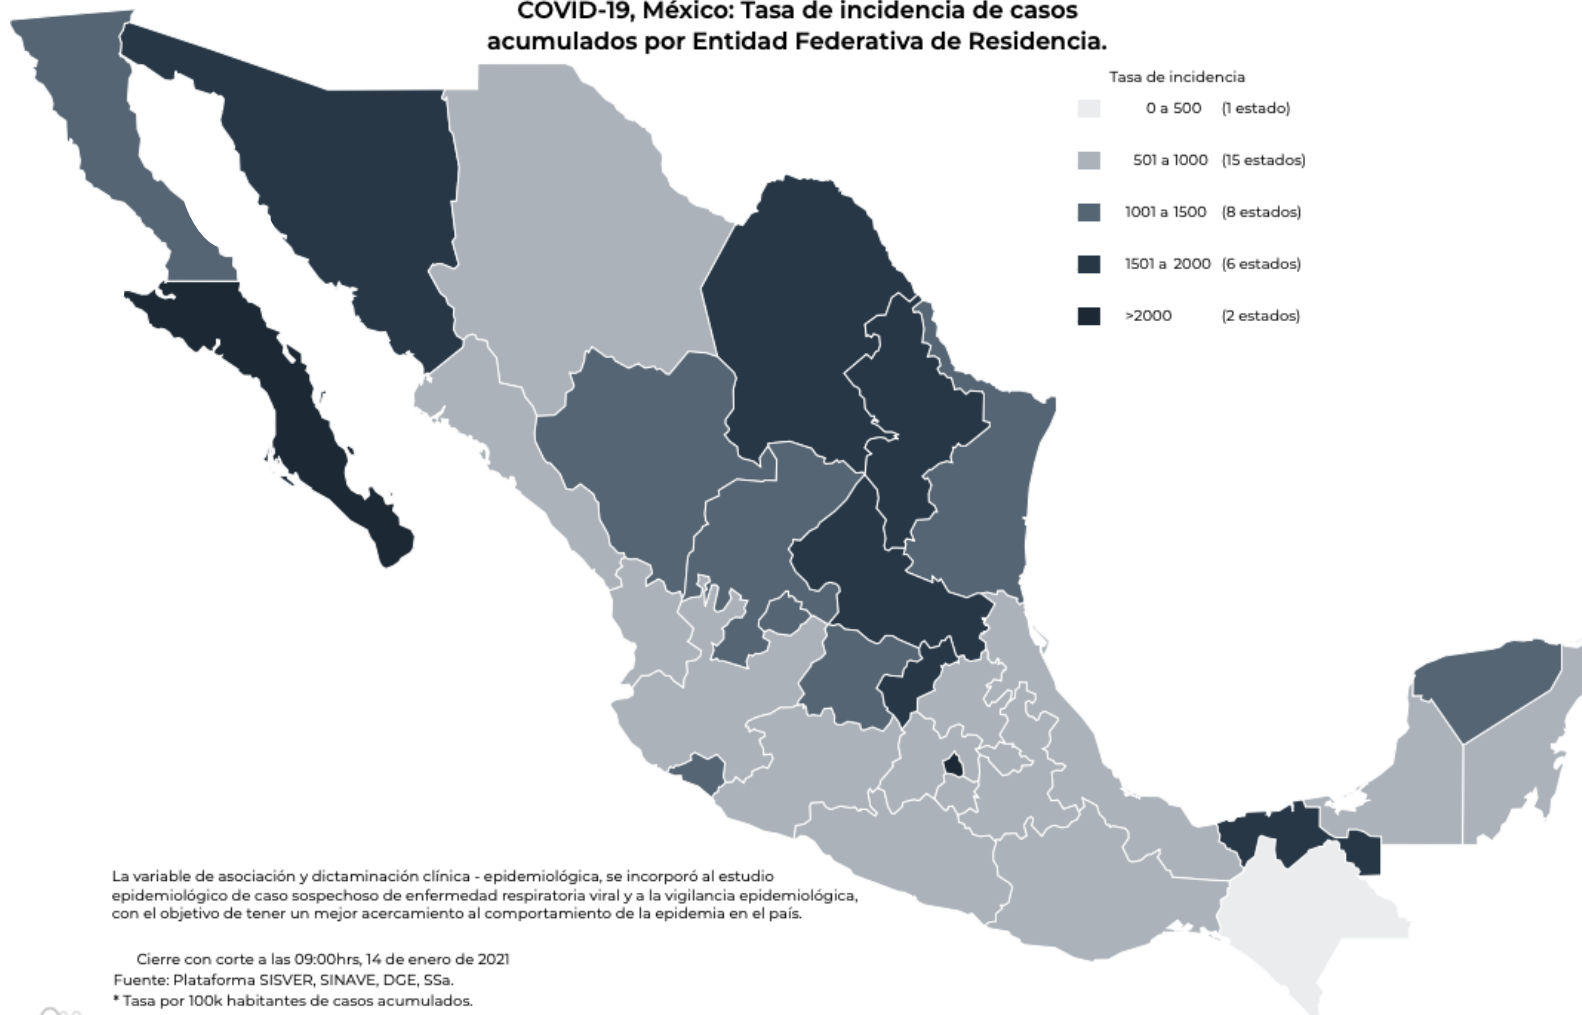 COVID-19, México: Tasa de incidencia de casos
acumulados por Entidad Federativa de Residencia.
Tasa de incidencia
0 a 500 (1 estado)
501 a 1000 (15 estados)
1001 a 1500 (8 estados)
1501 a 2000 (6 estados)
>2000 (2 estados)
La variable de asociación y dictaminación clínica - epidemiológica, se incorporó al estudio
epidemiológico de caso sospechoso de enfermedad respiratoria viral y a la vigilancia epidemiológica,
con el objetivo de tener un mejor acercamiento al comportamiento de la epidemia en el país.
Cierre con corte a las 09:00hrs, 14 de enero de 2021
Fuente: Plataforma SISVER, SINAVE, DGE, SSa.
* Tasa por 100k habitantes de casos acumulados.